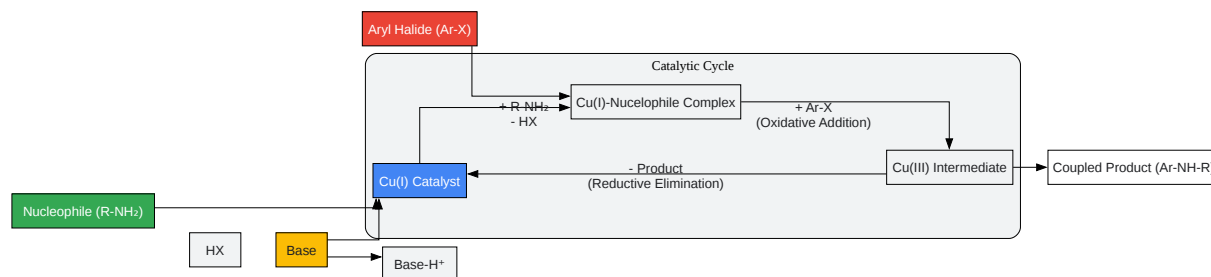 Aryl Halide (Ar-X)
Catalytic Cycle
Cu(I)-Nucelophile Complex
+ R-NH₂
- HX
+ Ar-X
(Oxidative Addition)
Cu(III) Intermediate
Coupled Product (Ar-NH-R)
- Product
(Reductive Elimination)
Cu(I) Catalyst
Nucleophile (R-NH₂)
HX
Base
Base-H⁺